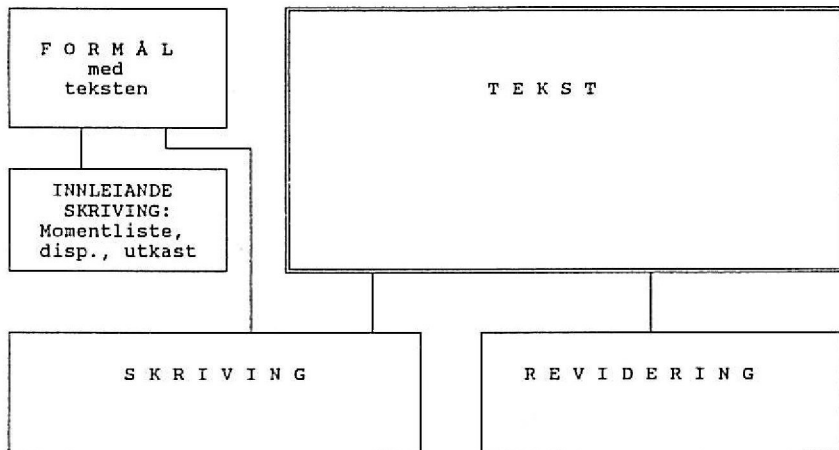 F O R M Å L
med
teksten
T E K S T
INNLEIANDE
SKRIVING:
Momentliste,
disp., utkast
S K R I V I N G
R E V I D E R I N G